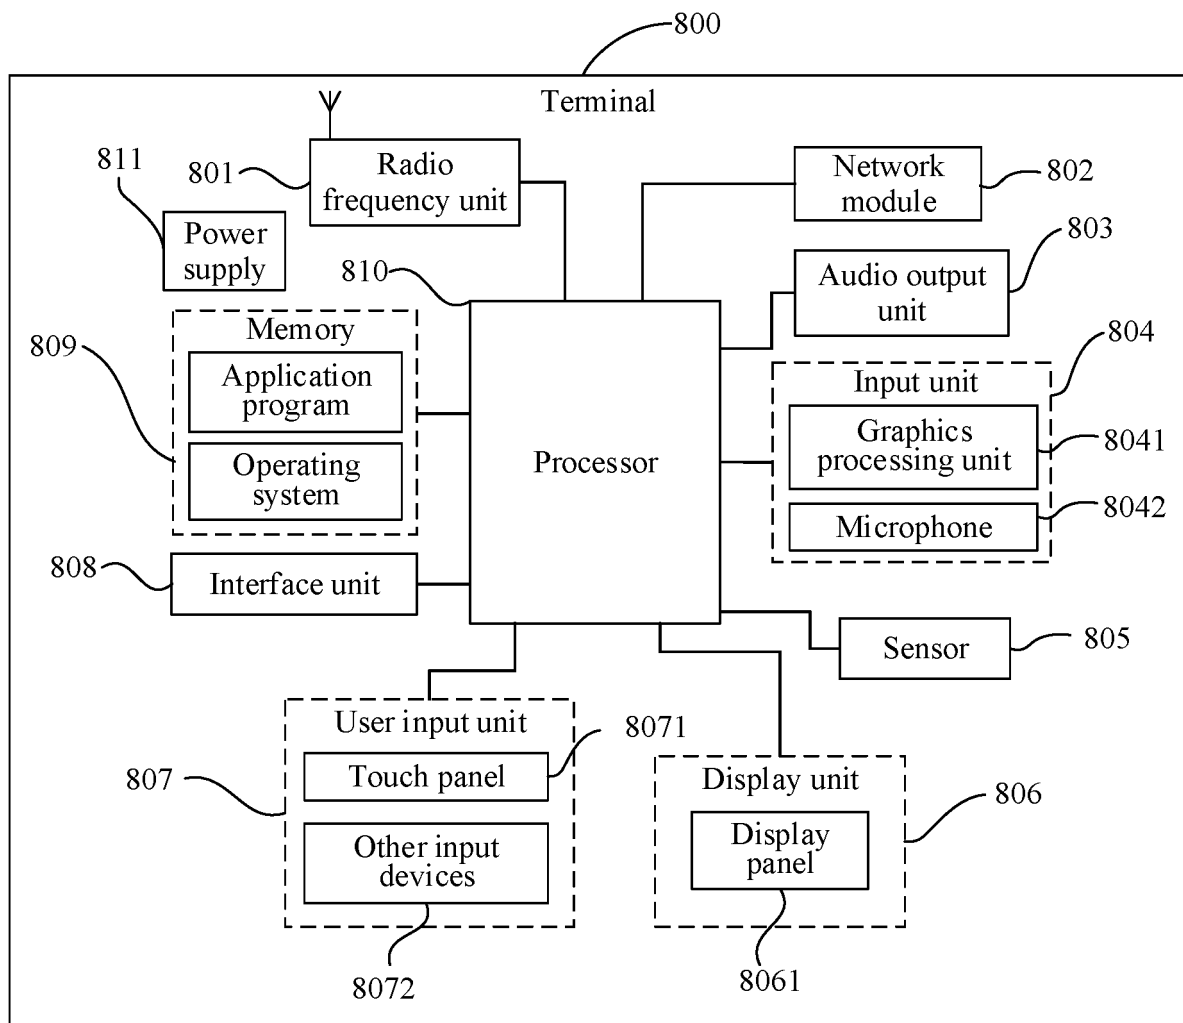 800
Terminal
811
801
Radio
frequency unit
Network
module
802
Power
supply
810
Audio output
unit
803
809
Memory
Application
program
Operating
system
Processor
Input unit
804
Graphics
processing unit
8041
Microphone
8042
808
Interface unit
Sensor
805
User input unit
8071
807
Touch panel
Other input
devices
8072
Display unit
806
Display
panel
8061